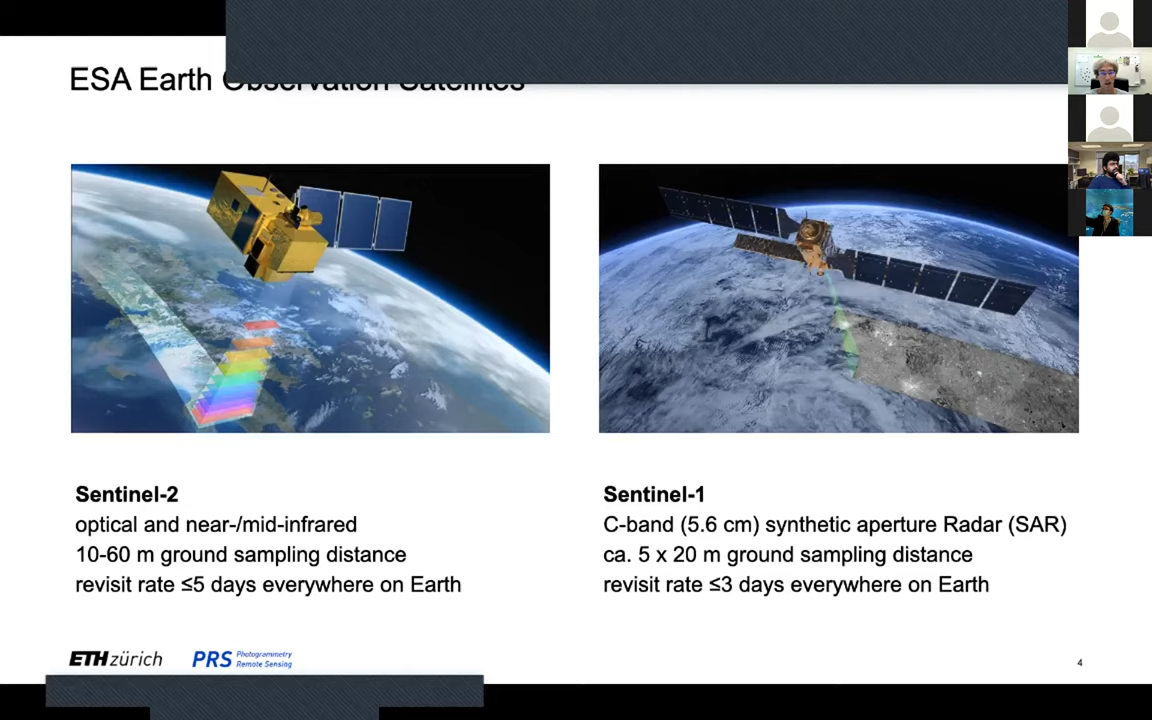 ESA Earth Observation Satellites
Sentinel-2
optical and near-/mid-infrared
10-60 m ground sampling distance
revisit rate ≤5 days everywhere on Earth
Sentinel-1
C-band (5.6 cm) synthetic aperture Radar (SAR)
ca. 5 x 20 m ground sampling distance
revisit rate ≤3 days everywhere on Earth
ETH zürich
PRS Photogrammetry
Remote Sensing
4